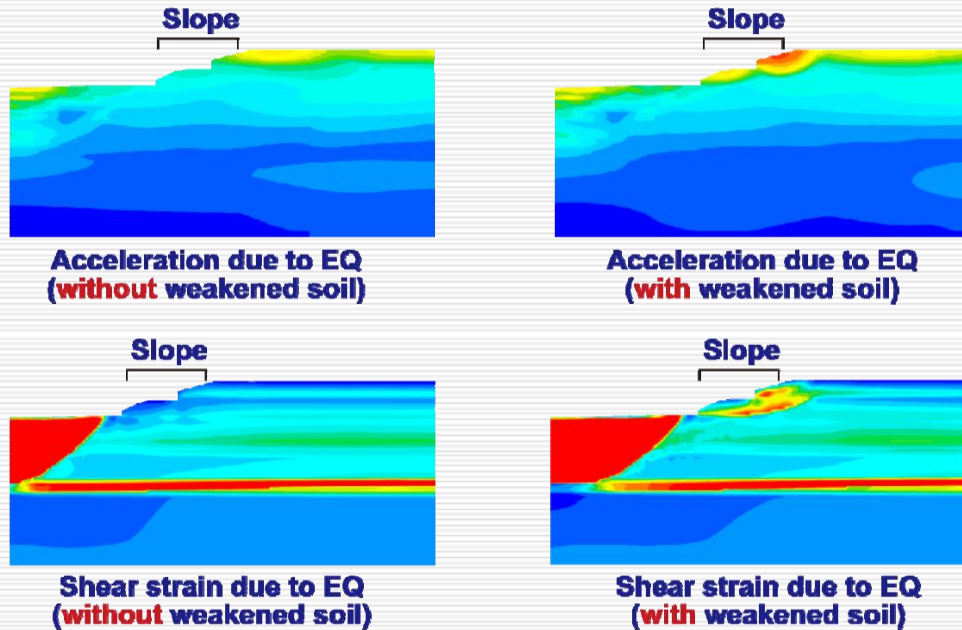 Slope
Slope
Acceleration due to EQ
(without weakened soil)
Acceleration due to EQ
(with weakened soil)
Slope
Slope
Shear strain due to EQ
(without weakened soil)
Shear strain due to EQ
(with weakened soil)